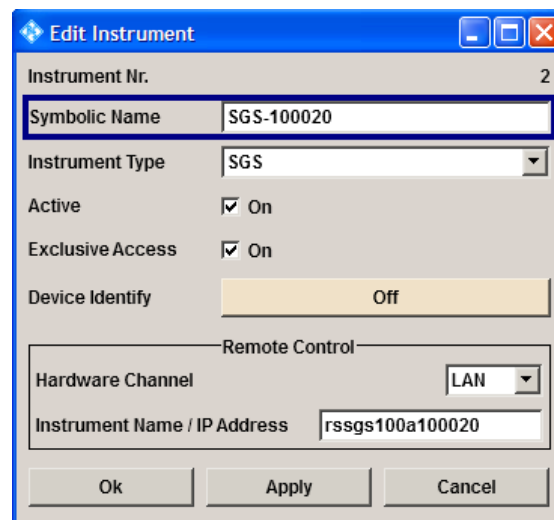 Edit Instrument
Instrument Nr. 2
Symbolic Name SGS-100020
Instrument Type SGS
Active On
Exclusive Access On
Device Identify Off
Remote Control
Hardware Channel LAN
Instrument Name / IP Address rssgs100a100020
Ok Apply Cancel